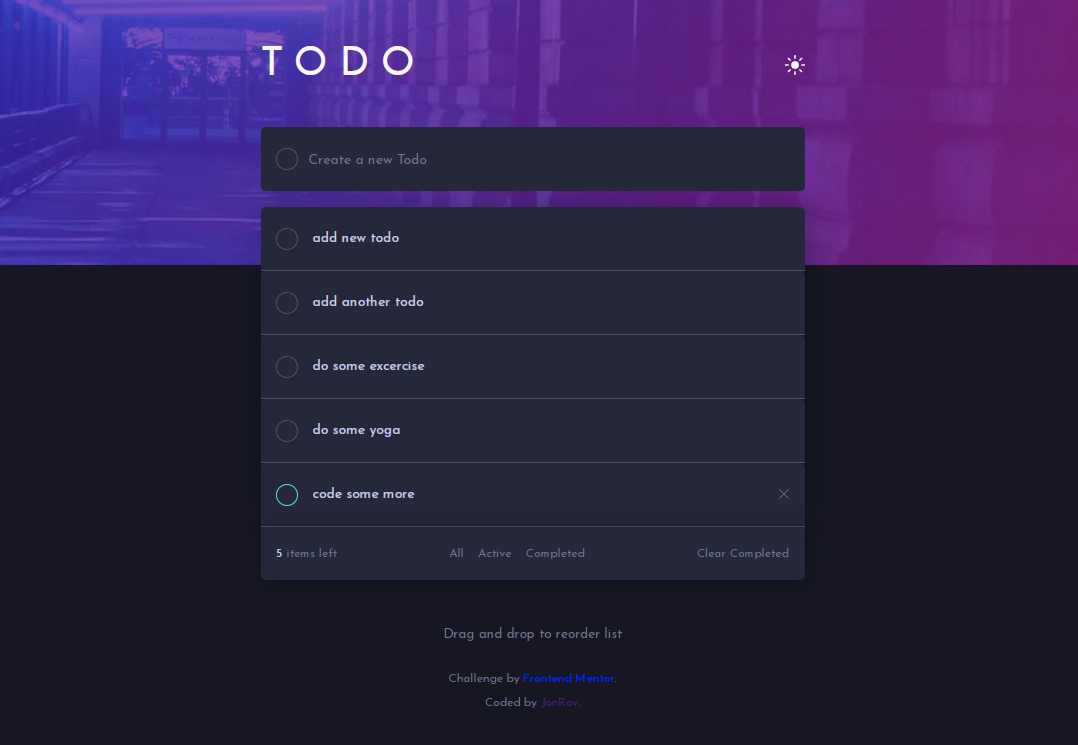 TODO
Create a new Todo
add new todo
add another todo
do some excercise
do some yoga
code some more
5 items left All Active Completed Clear Completed
Drag and drop to reorder list
Challenge by Frontend Mentor.
Coded by JonRov.